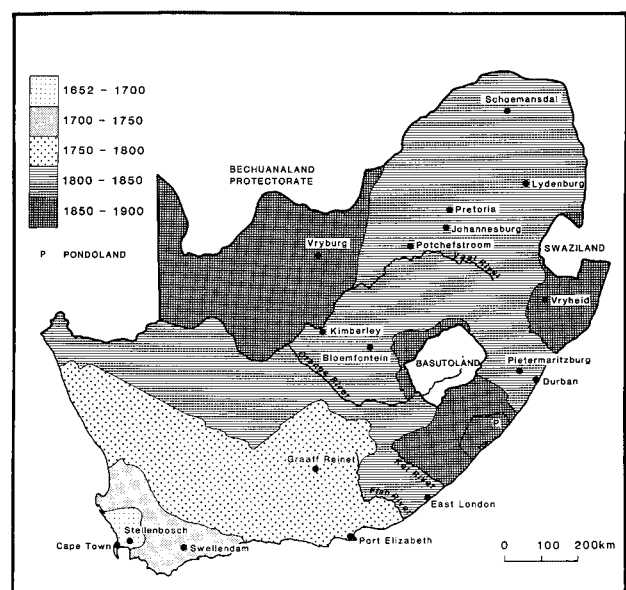 1652 - 1700
1700 - 1750
1750 - 1800
1800 - 1850
1850 - 1900
P PONDOLAND
BECHUANALAND
PROTECTORATE
Schoemansdal
Lydenburg
Pretoria
Johannesburg
Potchefstroom
SWAZILAND
Vryburg
Vaal River
Vryheid
Kimberley
Bloemfontein
BASUTOLAND
Orange River
Pietermaritzburg
Durban
P
Graaff Reinet
Kei River
Fish River
East London
Stellenbosch
Cape Town
Swellendam
Port Elizabeth
0 100 200km